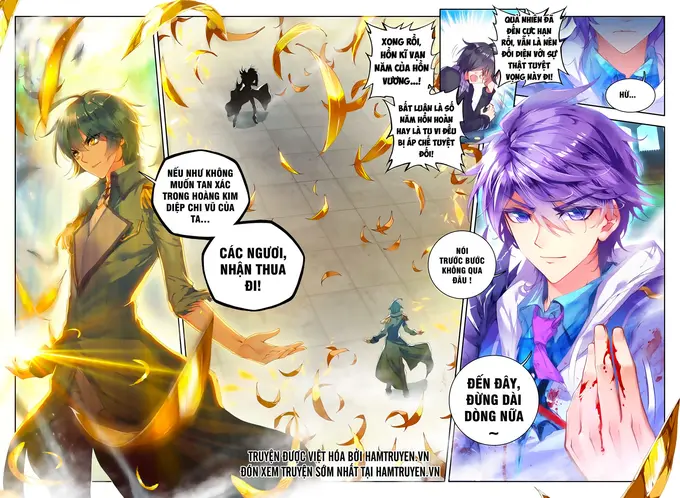 NẾU NHƯ KHÔNG
MUỐN TAN XÁC
TRONG HOÀNG KIM
DIỆP CHI VŨ CỦA
TA...
CÁC NGƯƠI,
NHẬN THUA
ĐI!
XONG RỒI,
HỒN KĨ VẠN
NĂM CỦA HỒN
VƯƠNG...!
BẤT LUẬN LÀ SỐ
NĂM HỒN HOÀN
HAY LÀ TU VI ĐỀU
BỊ ÁP CHẾ TUYỆT
ĐỐI!
QUẢ NHIÊN ĐÃ
ĐẾN CỰC HẠN
RỒI, VẪN LÀ NÊN
ĐỐI DIỆN VỚI SỰ
THẬT TUYỆT
VỌNG NÀY ĐI!
HỪ...
NÓI
TRƯỚC BƯỚC
KHÔNG QUA
ĐÂU !
ĐẾN ĐÂY,
ĐỪNG DÀI
DÒNG NỮA
~
TRUYỆN ĐƯỢC VIỆT HÓA BỞI HAMTRUYEN.VN
ĐÓN XEM TRUYỆN SỚM NHẤT TẠI HAMTRUYEN.VN